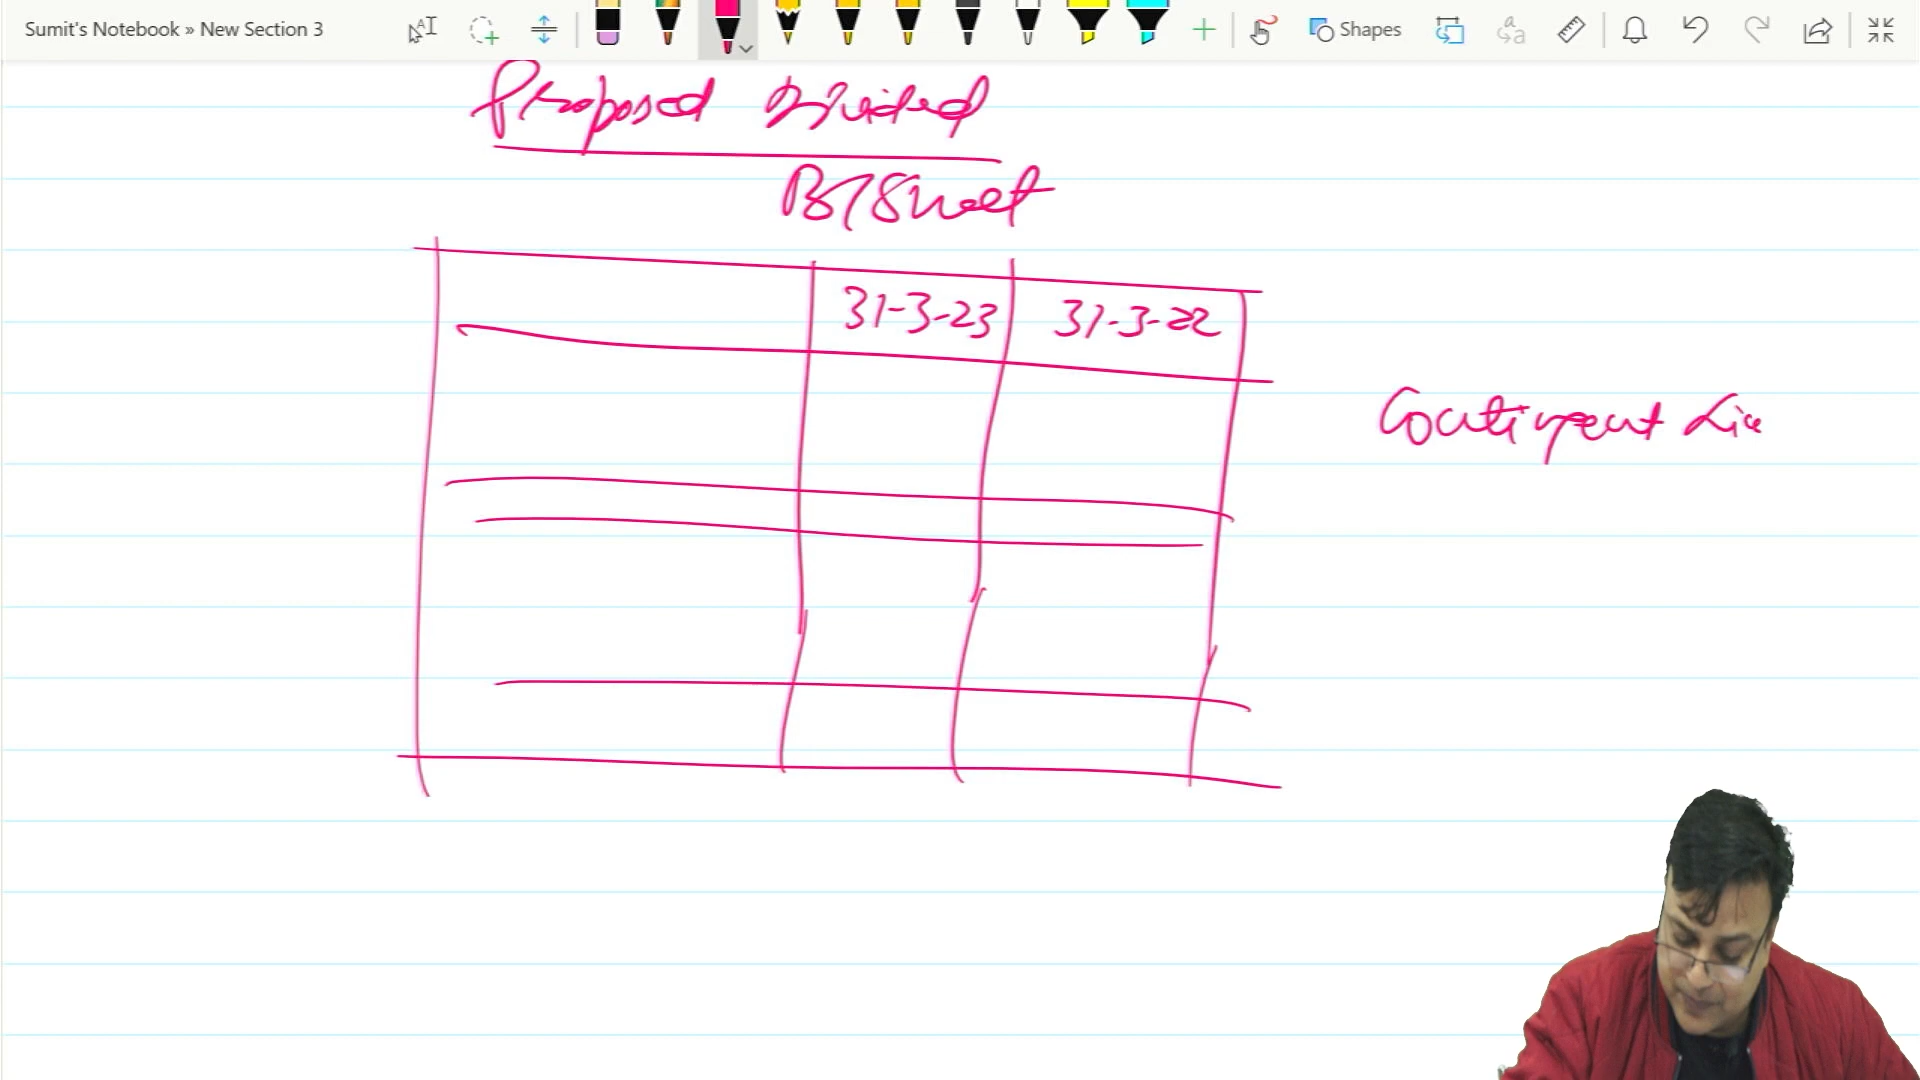 Sumit's Notebook » New Section 3
Shapes
Proposed Dividend
B/Sheet
31-3-23 31-3-22
Contingent Lia